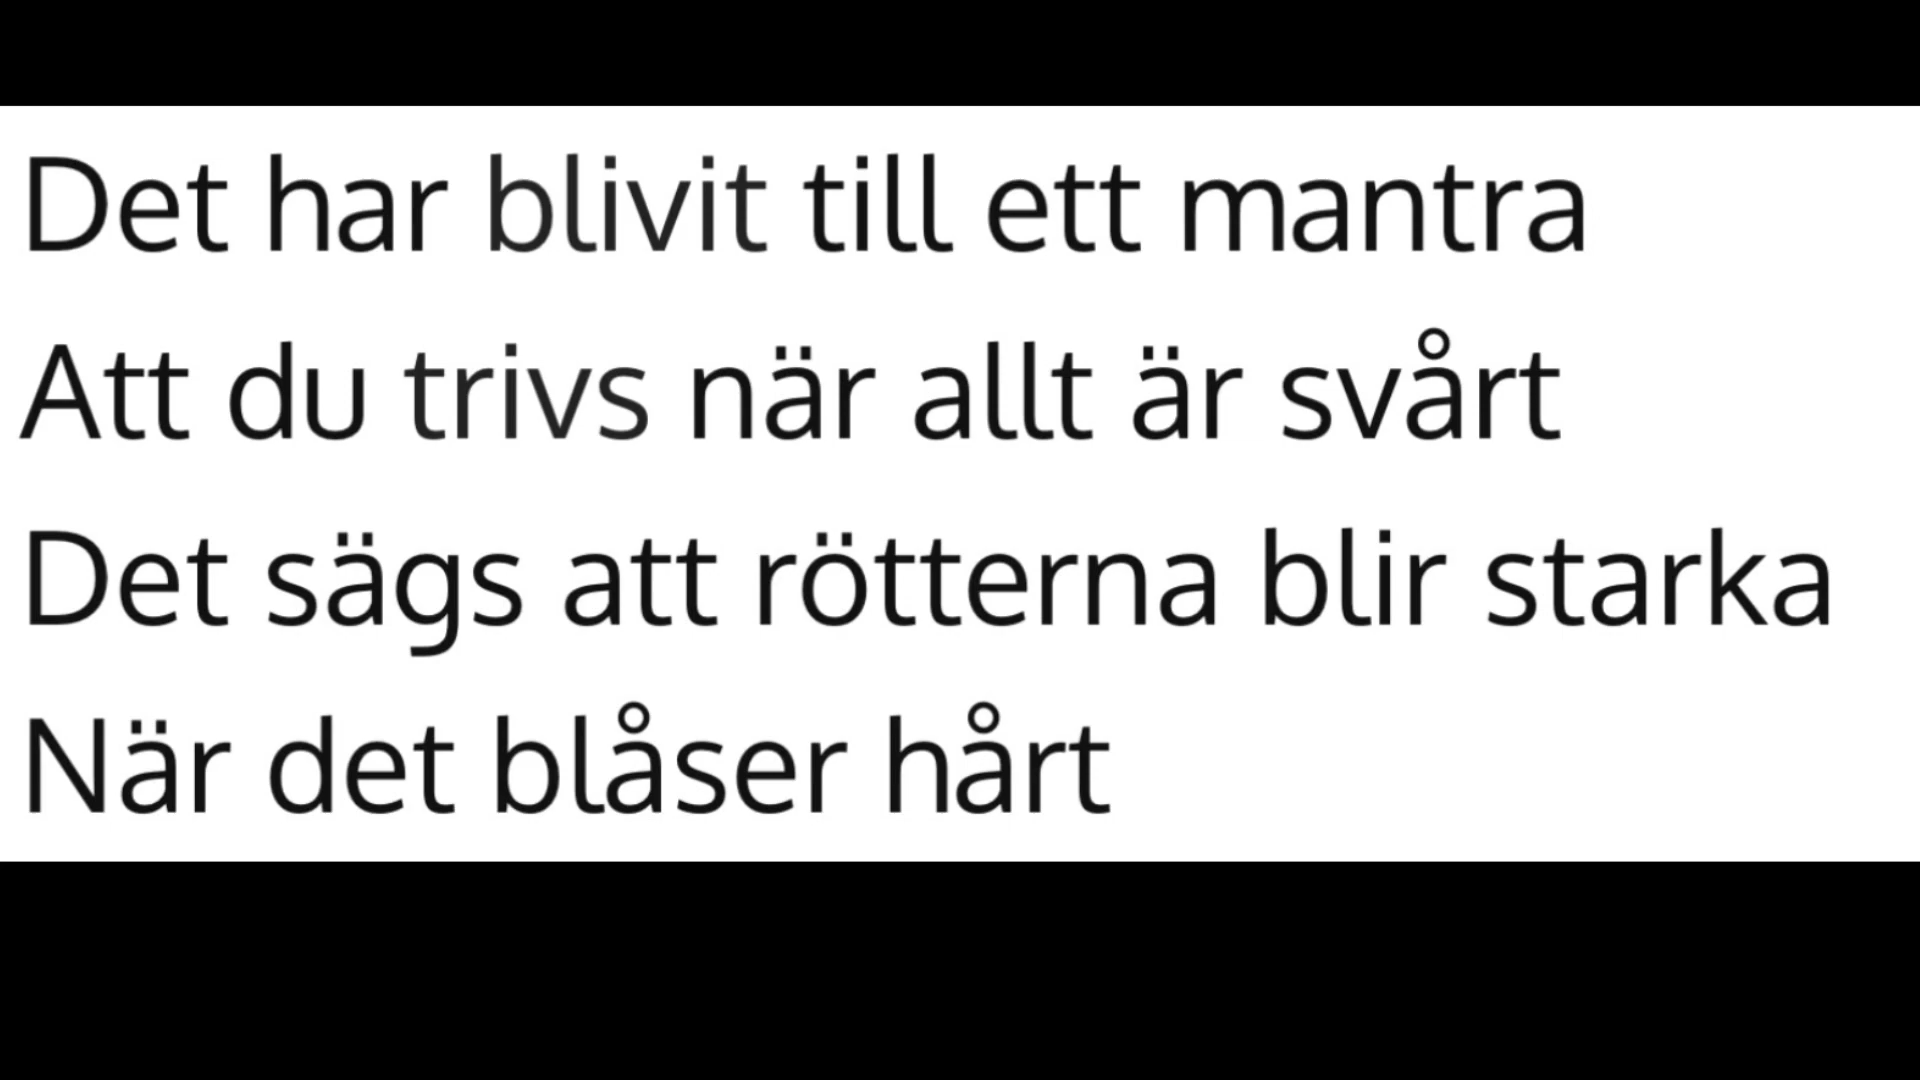 Det har blivit till ett mantra
Att du trivs när allt är svårt
Det sägs att rötterna blir starka
När det blåser hårt